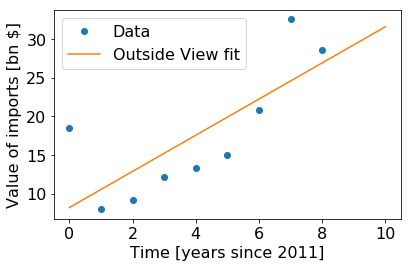 Data
Outside View fit
Value of imports [bn $]
30
25
20
15
10
0 2 4 6 8 10
Time [years since 2011]